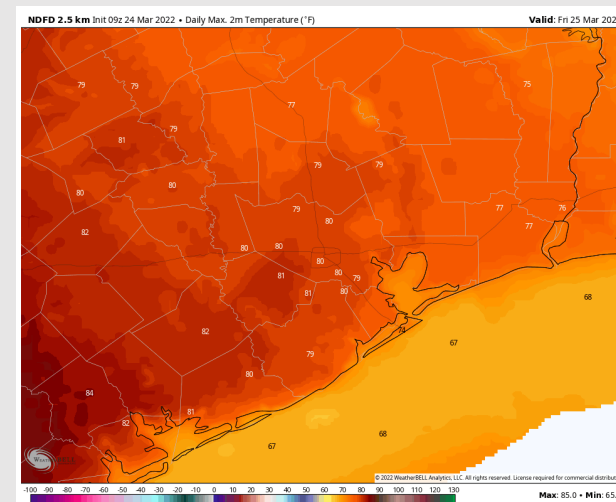 NDFD 2.5 km Init 09z 24 Mar 2022 • Daily Max. 2m Temperature (°F)
Valid: Fri 25 Mar 202
79 79 75
77
79
81
79 79
80 80
79 77 76
80 77
82
80 80
80
81 80 79
81 80
68
82 74
67
79
80
84
81
82
68
67
© 2022 WeatherBELL Analytics, LLC. All rights reserved. License required for commercial distribu
-100 -90 -80 -70 -60 -50 -40 -30 -20 -10 0 10 20 30 40 50 60 70 80 90 100 110 120 130
Max: 85.0 • Min: 65